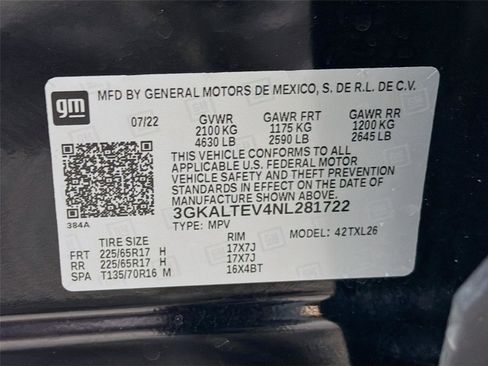 gm
MFD BY GENERAL MOTORS DE MEXICO, S. DE R.L. DE C.V.
07/22 GVWR GAWR FRT GAWR RR
2100 KG 1175 KG 1200 KG
4630 LB 2590 LB 2645 LB
THIS VEHICLE CONFORMS TO ALL
APPLICABLE U.S. FEDERAL MOTOR
VEHICLE SAFETY AND THEFT PREVENTION
STANDARDS IN EFFECT ON THE DATE OF
MANUFACTURE SHOWN ABOVE.
384A
3GKALTEV4NL281722
TYPE: MPV MODEL: 42TXL26
TIRE SIZE RIM
FRT 225/65R17 H 17X7J
RR 225/65R17 H 17X7J
SPA T135/70R16 M 16X4BT